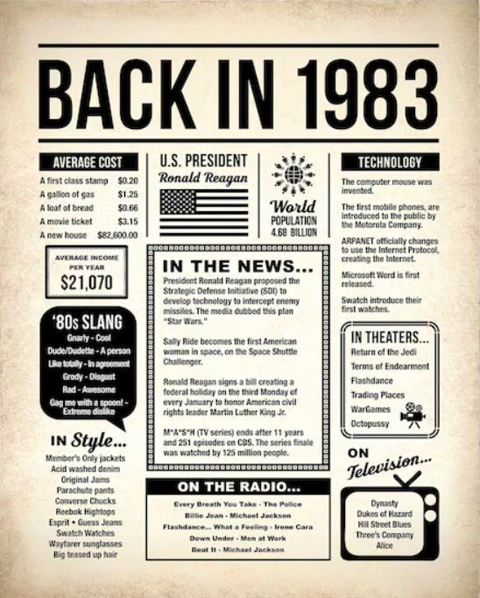 BACK IN 1983
AVERAGE COST
A first class stamp $0.20
A gallon of gas $1.25
A loaf of bread $0.66
A movie ticket $3.15
A new house $82,600.00
AVERAGE INCOME
PER YEAR
$21,070
'80s SLANG
Gnarly - Cool
Dude/Dudette - A person
Like totally - In agreement
Grody - Disgust
Rad - Awesome
Gag me with a spoon! -
Extreme dislike
IN Style...
Member's Only jackets
Acid washed denim
Original Jams
Parachute pants
Converse Chucks
Reebok Hightops
Esprit • Guess Jeans
Swatch Watches
Wayfarer sunglasses
Big teased up hair
U.S. PRESIDENT
Ronald Reagan
World
POPULATION
4.68 BILLION
IN THE NEWS...
President Ronald Reagan proposed the
Strategic Defense Initiative (SDI) to
develop technology to intercept enemy
missiles. The media dubbed this plan
"Star Wars."
Sally Ride becomes the first American
woman in space, on the Space Shuttle
Challenger.
Ronald Reagan signs a bill creating a
federal holiday on the third Monday of
every January to honor American civil
rights leader Martin Luther King Jr.
M*A*S*H (TV series) ends after 11 years
and 251 episodes on CBS. The series finale
was watched by 125 million people.
ON THE RADIO...
Every Breath You Take - The Police
Billie Jean - Michael Jackson
Flashdance... What a Feeling - Irene Cara
Down Under - Men at Work
Beat It - Michael Jackson
TECHNOLOGY
The computer mouse was
invented.
The first mobile phones, are
introduced to the public by
the Motorola Company.
ARPANET officially changes
to use the Internet Protocol,
creating the Internet.
Microsoft Word is first
released.
Swatch introduce their
first watches.
IN THEATERS...
Return of the Jedi
Terms of Endearment
Flashdance
Trading Places
WarGames
Octopussy
ON
Television...
Dynasty
Dukes of Hazard
Hill Street Blues
Three's Company
Alice